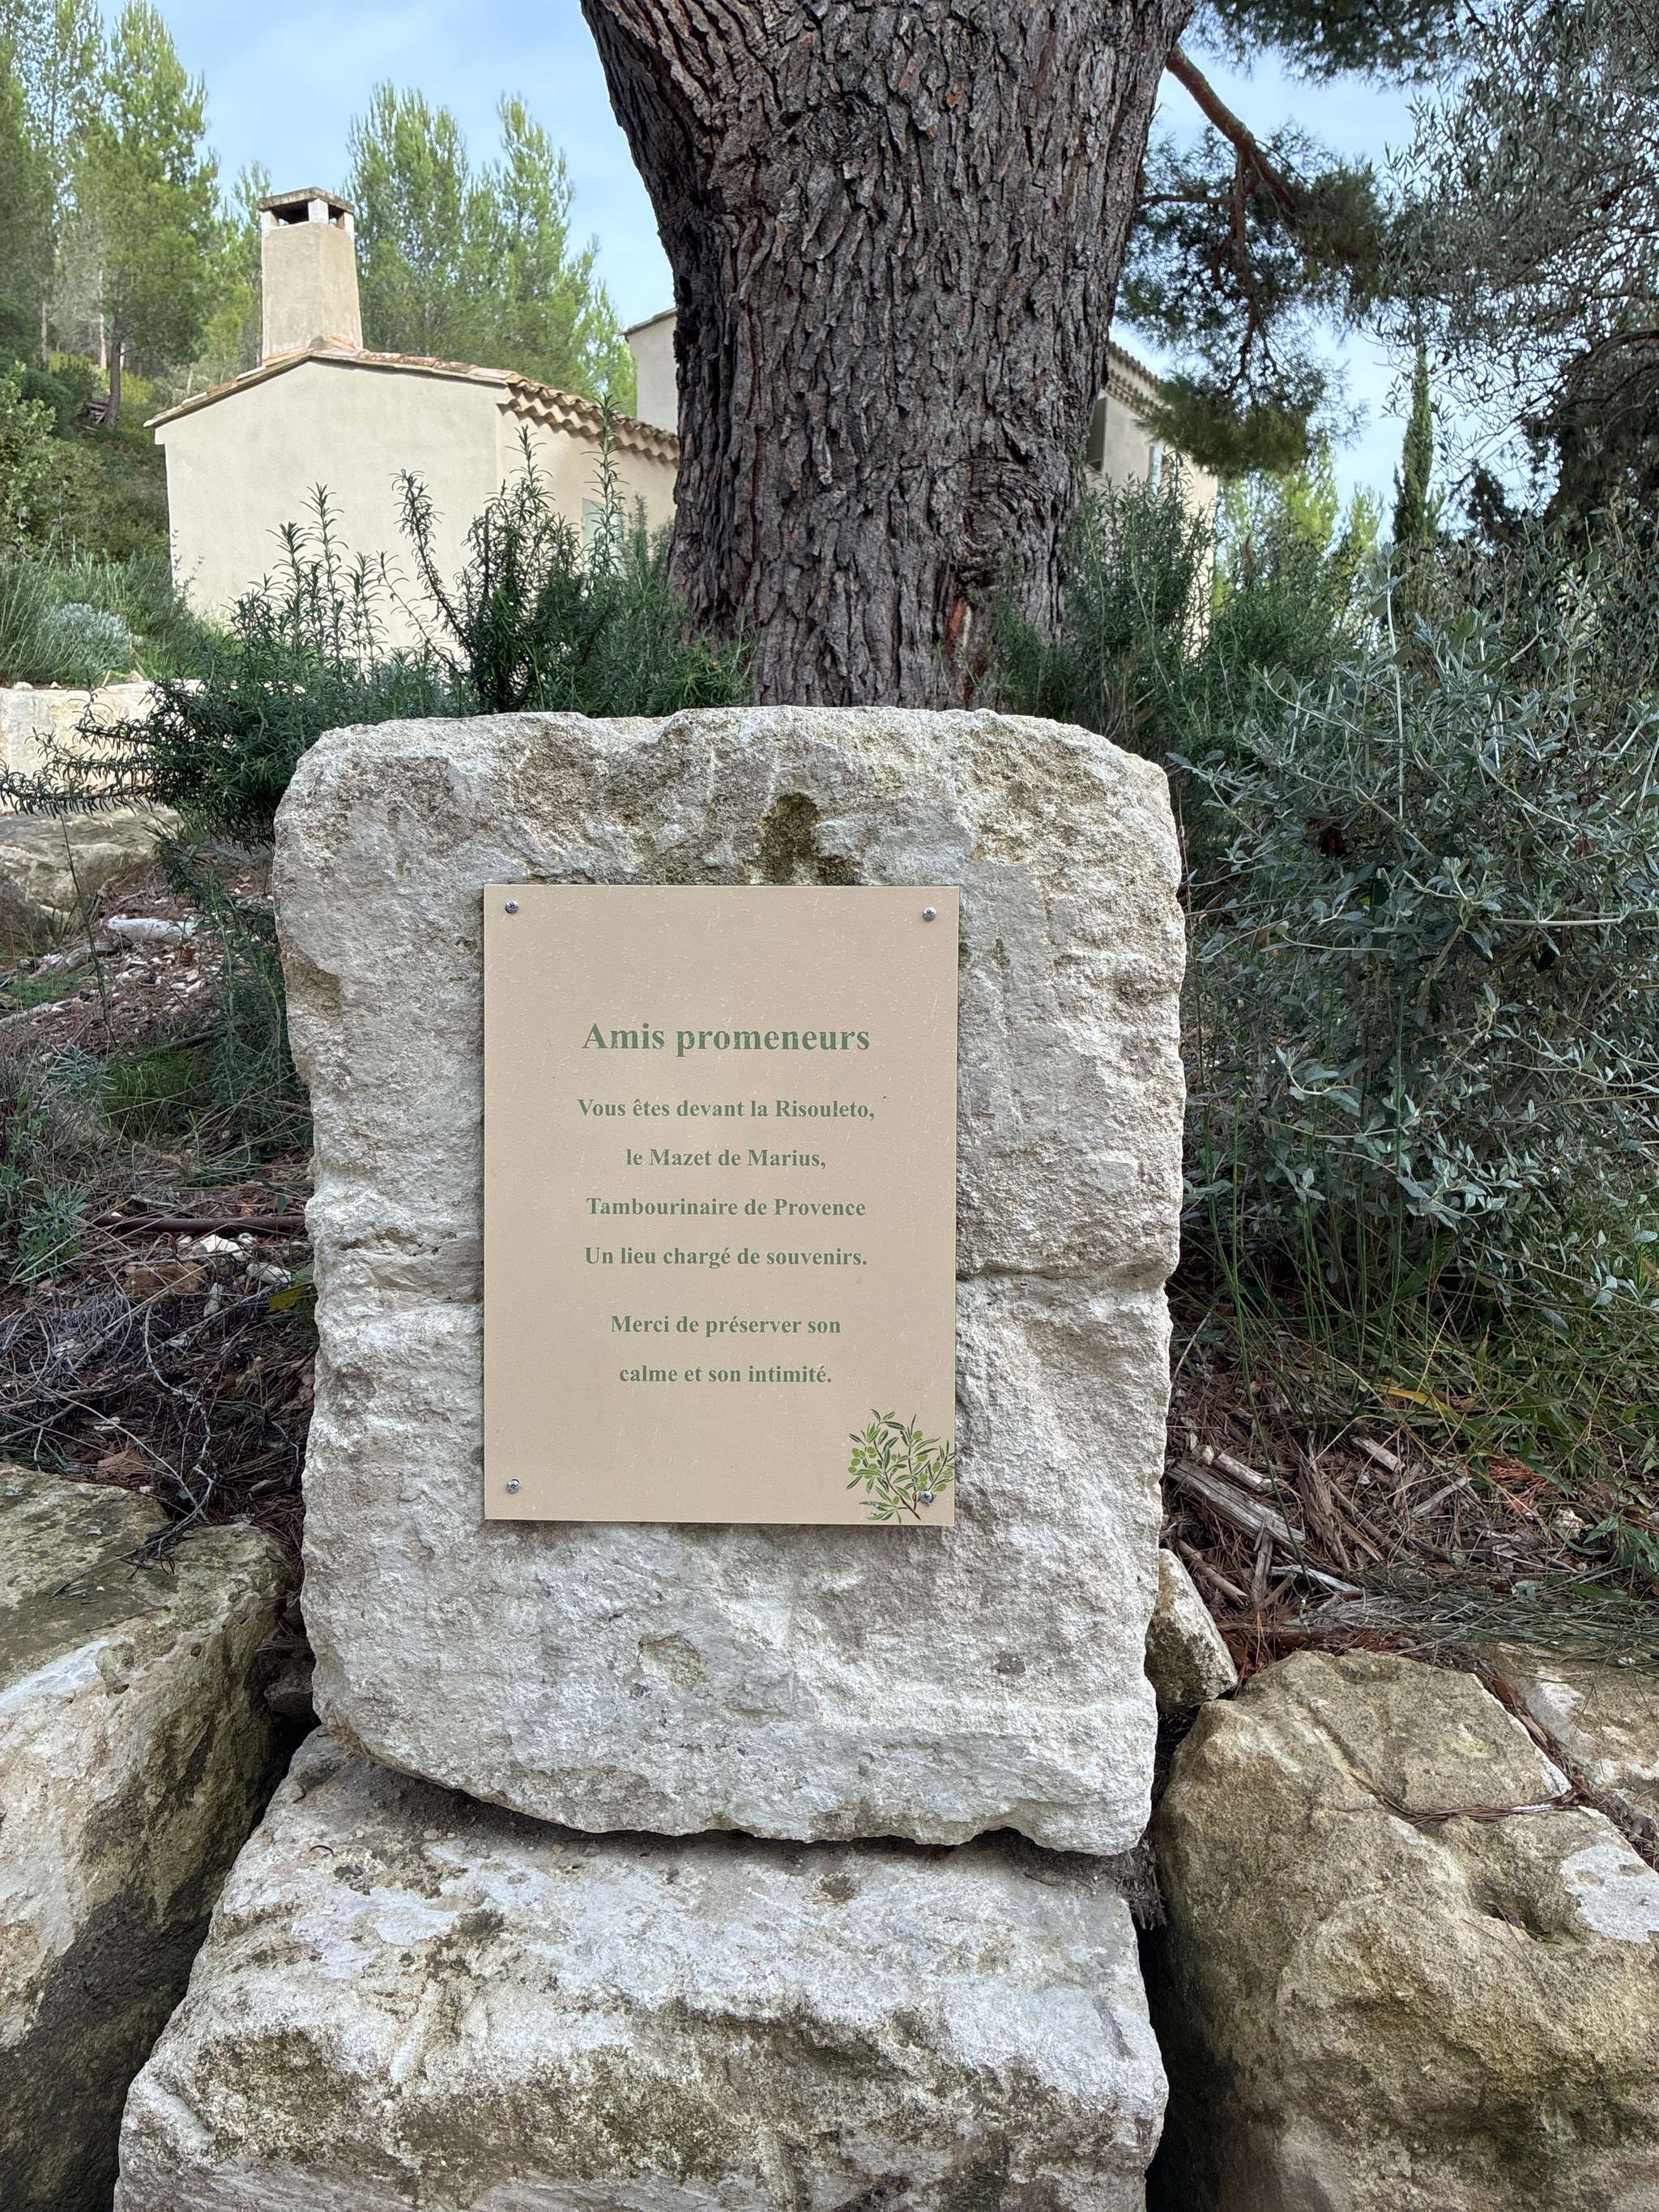 Amis promeneurs
Vous êtes devant la Risouleto,
le Mazet de Marius,
Tambourinaire de Provence
Un lieu chargé de souvenirs.
Merci de préserver son
calme et son intimité.